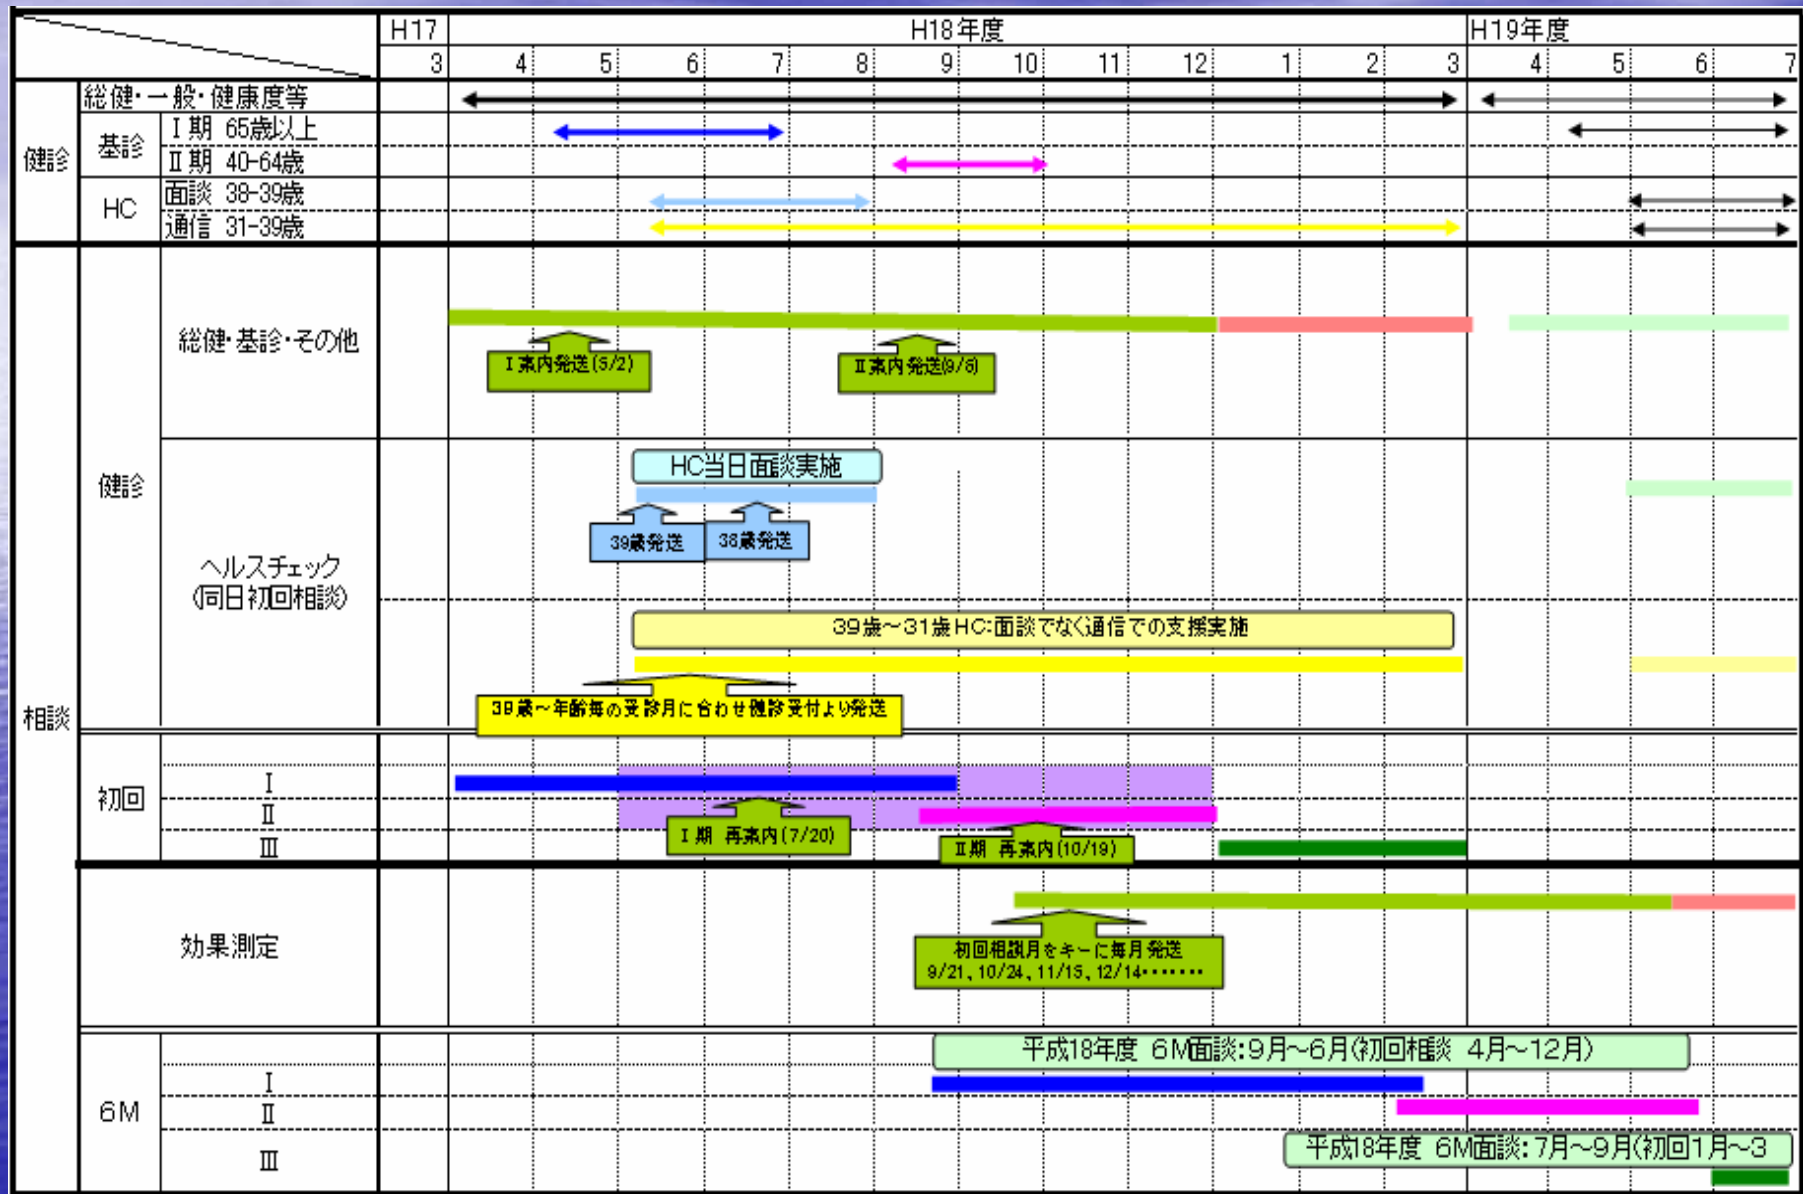 H17 H18年度 H19年度
3 4 5 6 7 8 9 10 11 12 1 2 3 4 5 6 7
健診
総健・一般・健康度等
基診
Ⅰ期 65歳以上
Ⅱ期 40-64歳
HC
面談 38-39歳
通信 31-39歳
相談
健診
総健・基診・その他
Ⅰ案内発送(5/2)
Ⅱ案内発送(9/8)
ヘルスチェック
(同日初回相談)
HC当日面談実施
39歳発送
38歳発送
39歳～31歳HC:面談でなく通信での支援実施
39歳～年齢毎の受診月に合わせ健診受付より発送
初回
Ⅰ
Ⅱ
Ⅲ
Ⅰ期 再案内(7/20)
Ⅱ期 再案内(10/19)
効果測定
初回相談月をキーに毎月発送
9/21、10/24、11/15、12/14・・・・・・・
6M
平成18年度 6M面談:9月～6月(初回相談 4月～12月)
Ⅰ
Ⅱ
Ⅲ
平成18年度 6M面談:7月～9月(初回1月～3